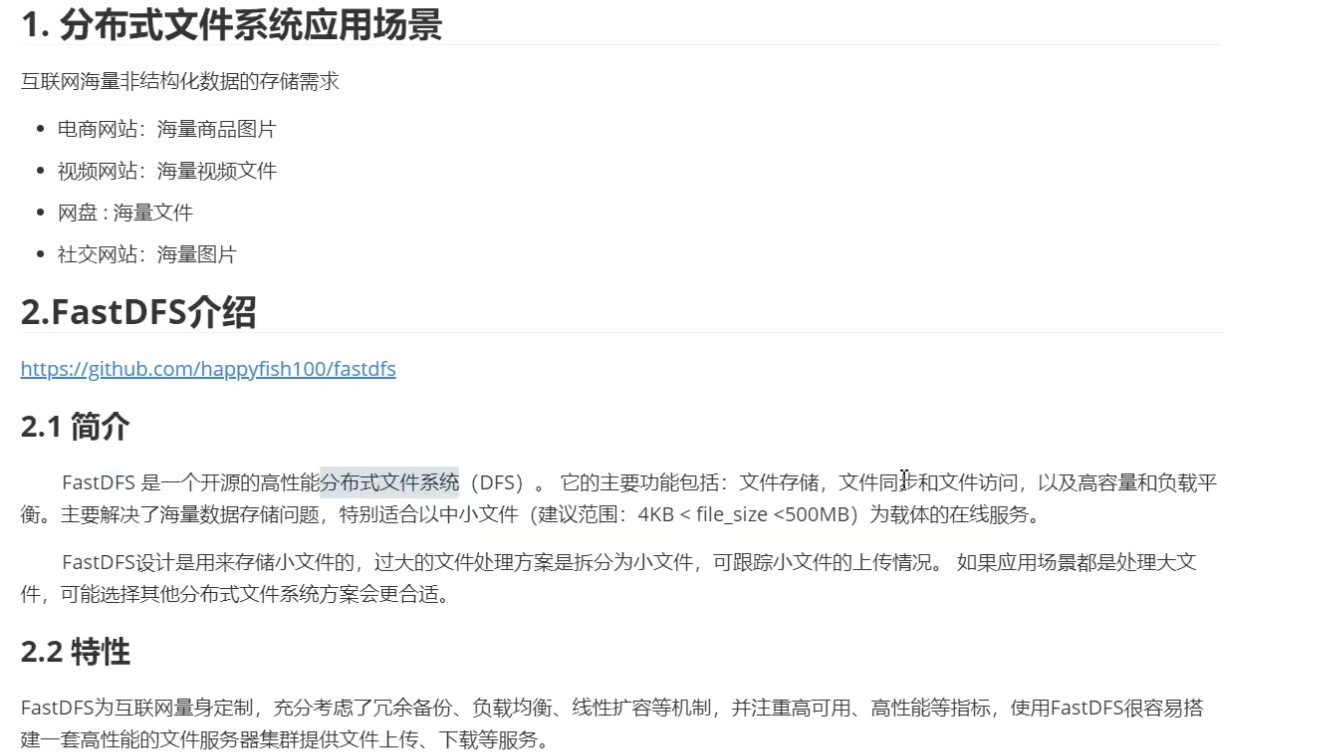 1. 分布式文件系统应用场景
互联网海量非结构化数据的存储需求
• 电商网站：海量商品图片
• 视频网站：海量视频文件
• 网盘 : 海量文件
• 社交网站：海量图片
2.FastDFS介绍
https://github.com/happyfish100/fastdfs
2.1 简介
FastDFS 是一个开源的高性能分布式文件系统（DFS）。 它的主要功能包括：文件存储，文件同步和文件访问，以及高容量和负载平
衡。主要解决了海量数据存储问题，特别适合以中小文件（建议范围：4KB < file_size <500MB）为载体的在线服务。
FastDFS设计是用来存储小文件的，过大的文件处理方案是拆分为小文件，可跟踪小文件的上传情况。 如果应用场景都是处理大文
件，可能选择其他分布式文件系统方案会更合适。
2.2 特性
FastDFS为互联网量身定制，充分考虑了冗余备份、负载均衡、线性扩容等机制，并注重高可用、高性能等指标，使用FastDFS很容易搭
建一套高性能的文件服务器集群提供文件上传、下载等服务。